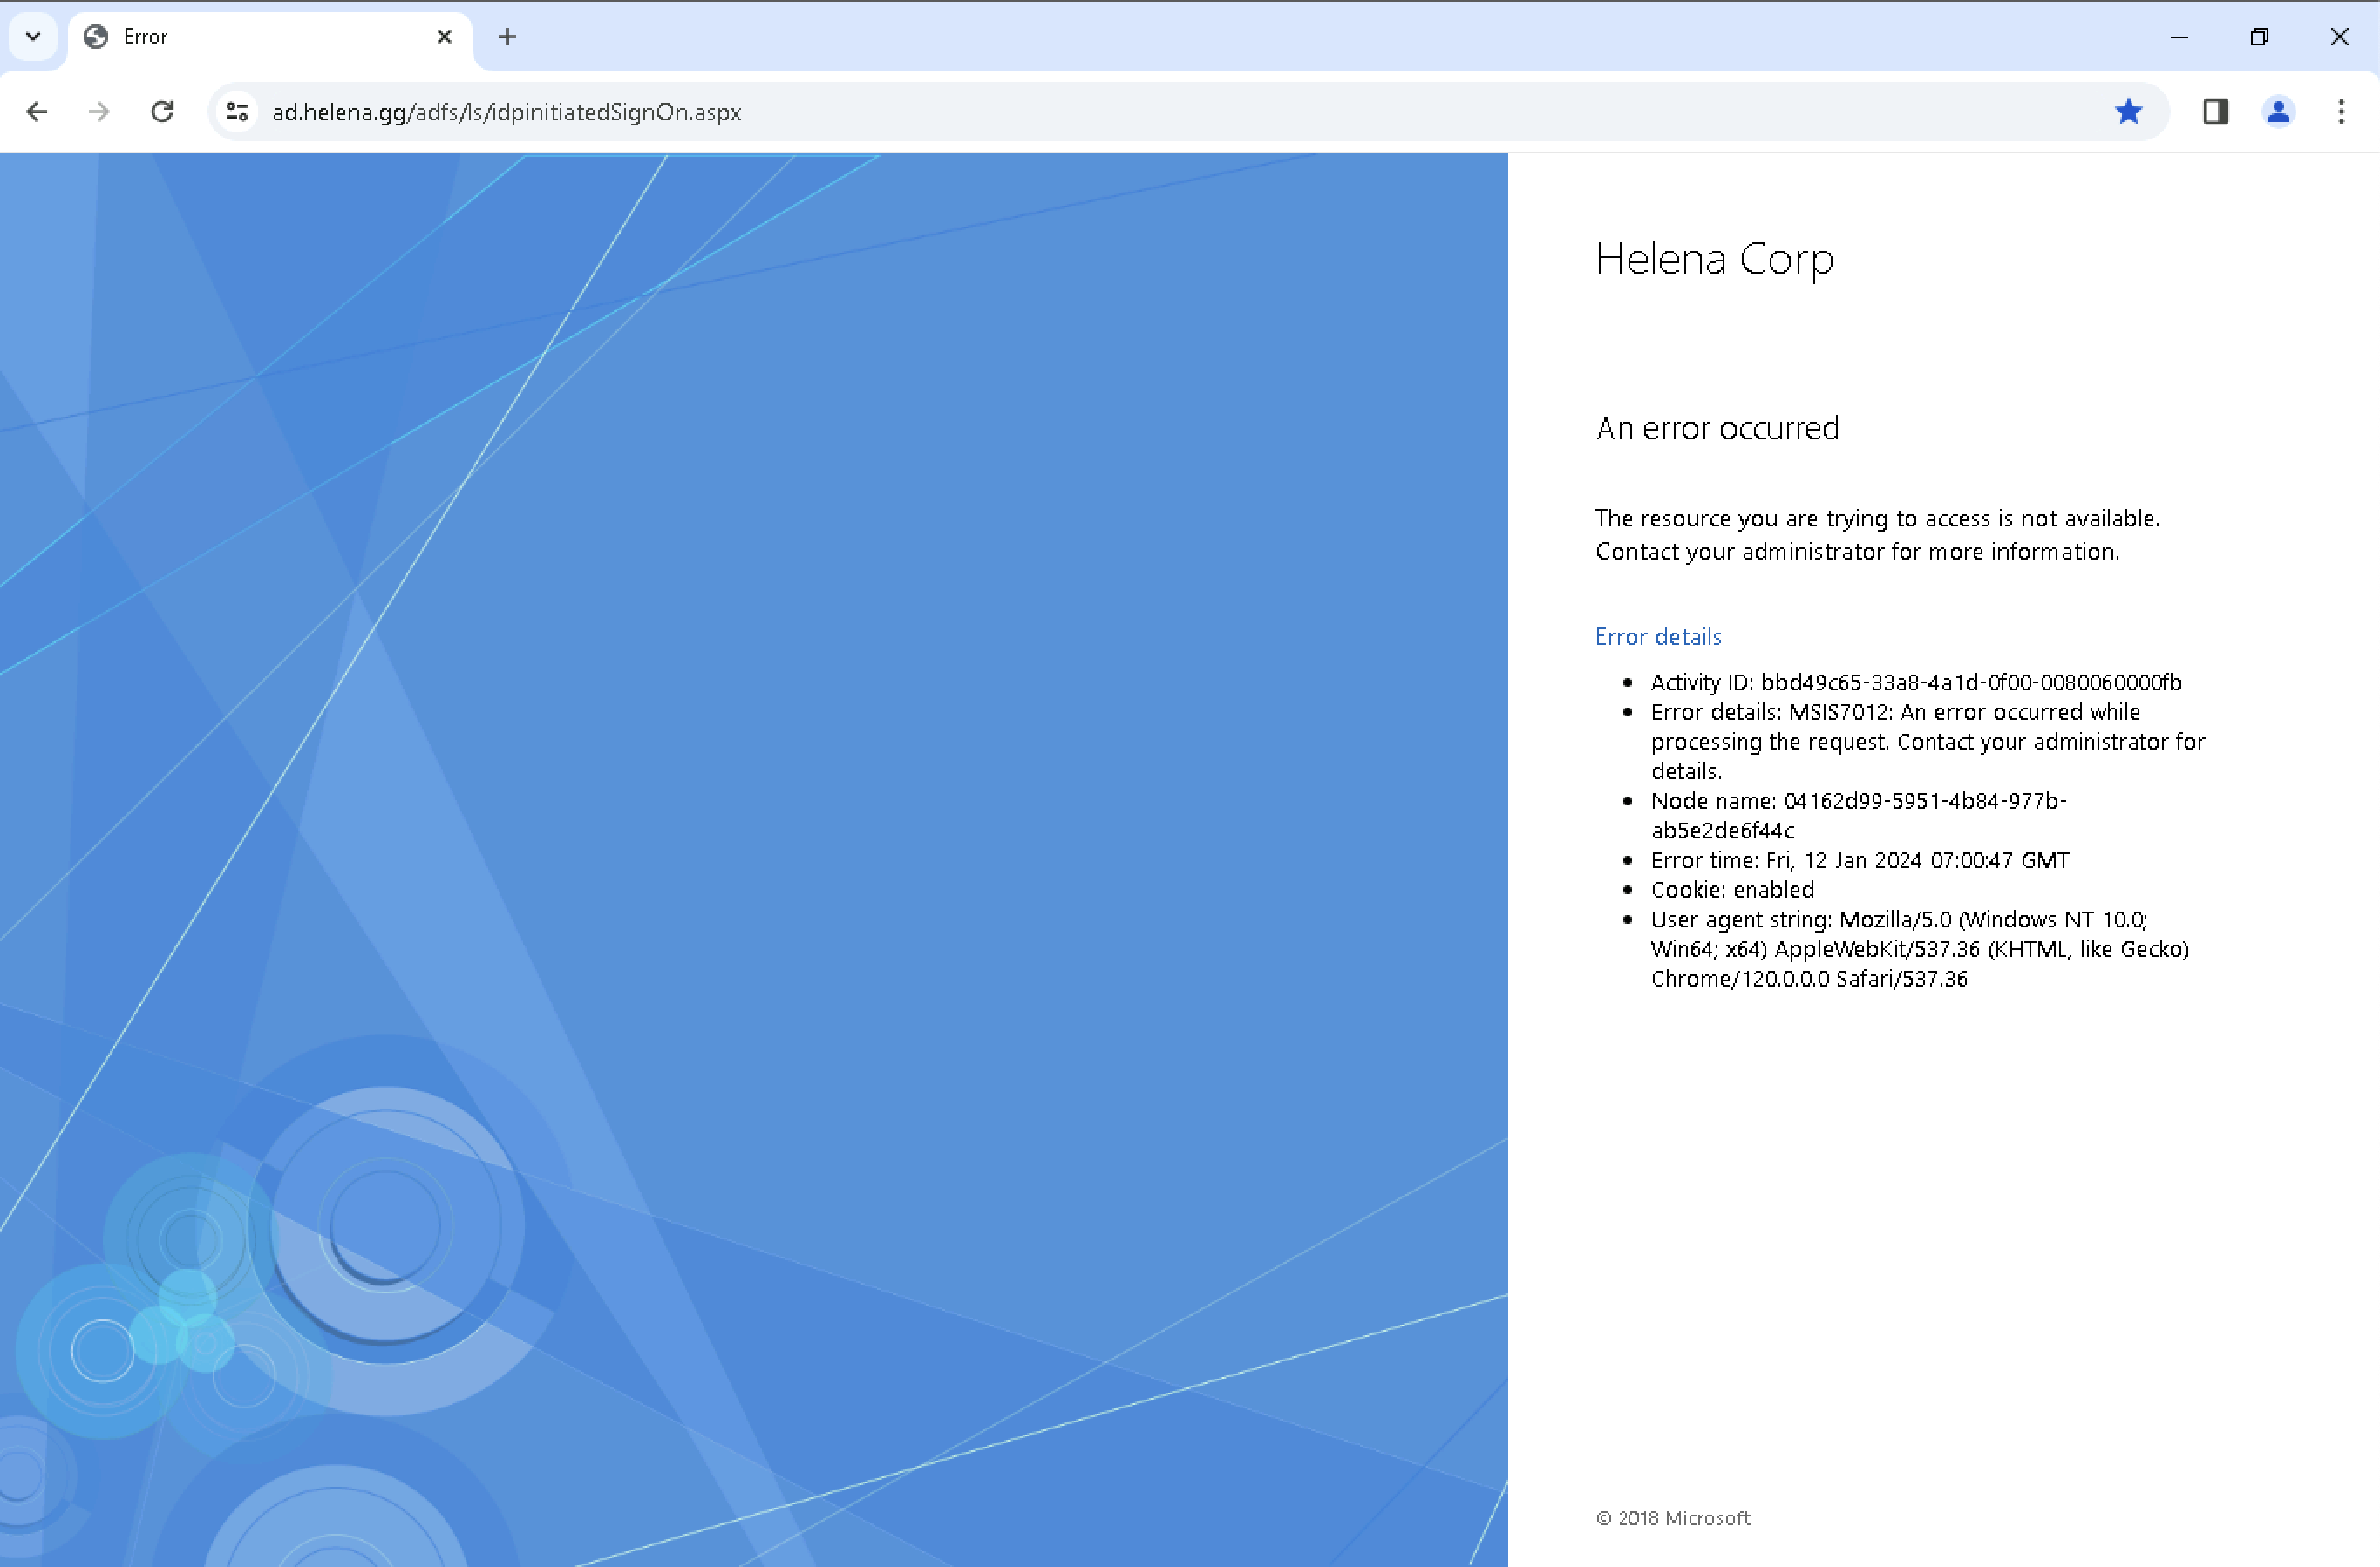 Error
ad.helena.gg/adfs/ls/idpinitiatedSignOn.aspx
Helena Corp
An error occurred
The resource you are trying to access is not available.
Contact your administrator for more information.
Error details
Activity ID: bbd49c65-33a8-4a1d-0f00-0080060000fb
Error details: MSIS7012: An error occurred while
processing the request. Contact your administrator for
details.
Node name: 04162d99-5951-4b84-977b-
ab5e2de6f44c
Error time: Fri, 12 Jan 2024 07:00:47 GMT
Cookie: enabled
User agent string: Mozilla/5.0 (Windows NT 10.0;
Win64; x64) AppleWebKit/537.36 (KHTML, like Gecko)
Chrome/120.0.0.0 Safari/537.36
© 2018 Microsoft